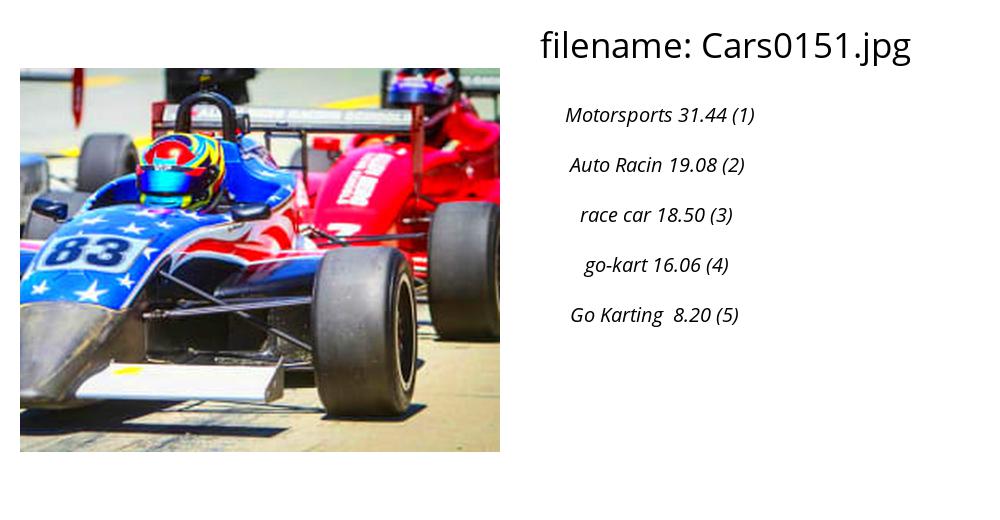 filename: Cars0151.jpg
Motorsports 31.44 (1)
Auto Racin 19.08 (2)
race car 18.50 (3)
go-kart 16.06 (4)
Go Karting 8.20 (5)
83